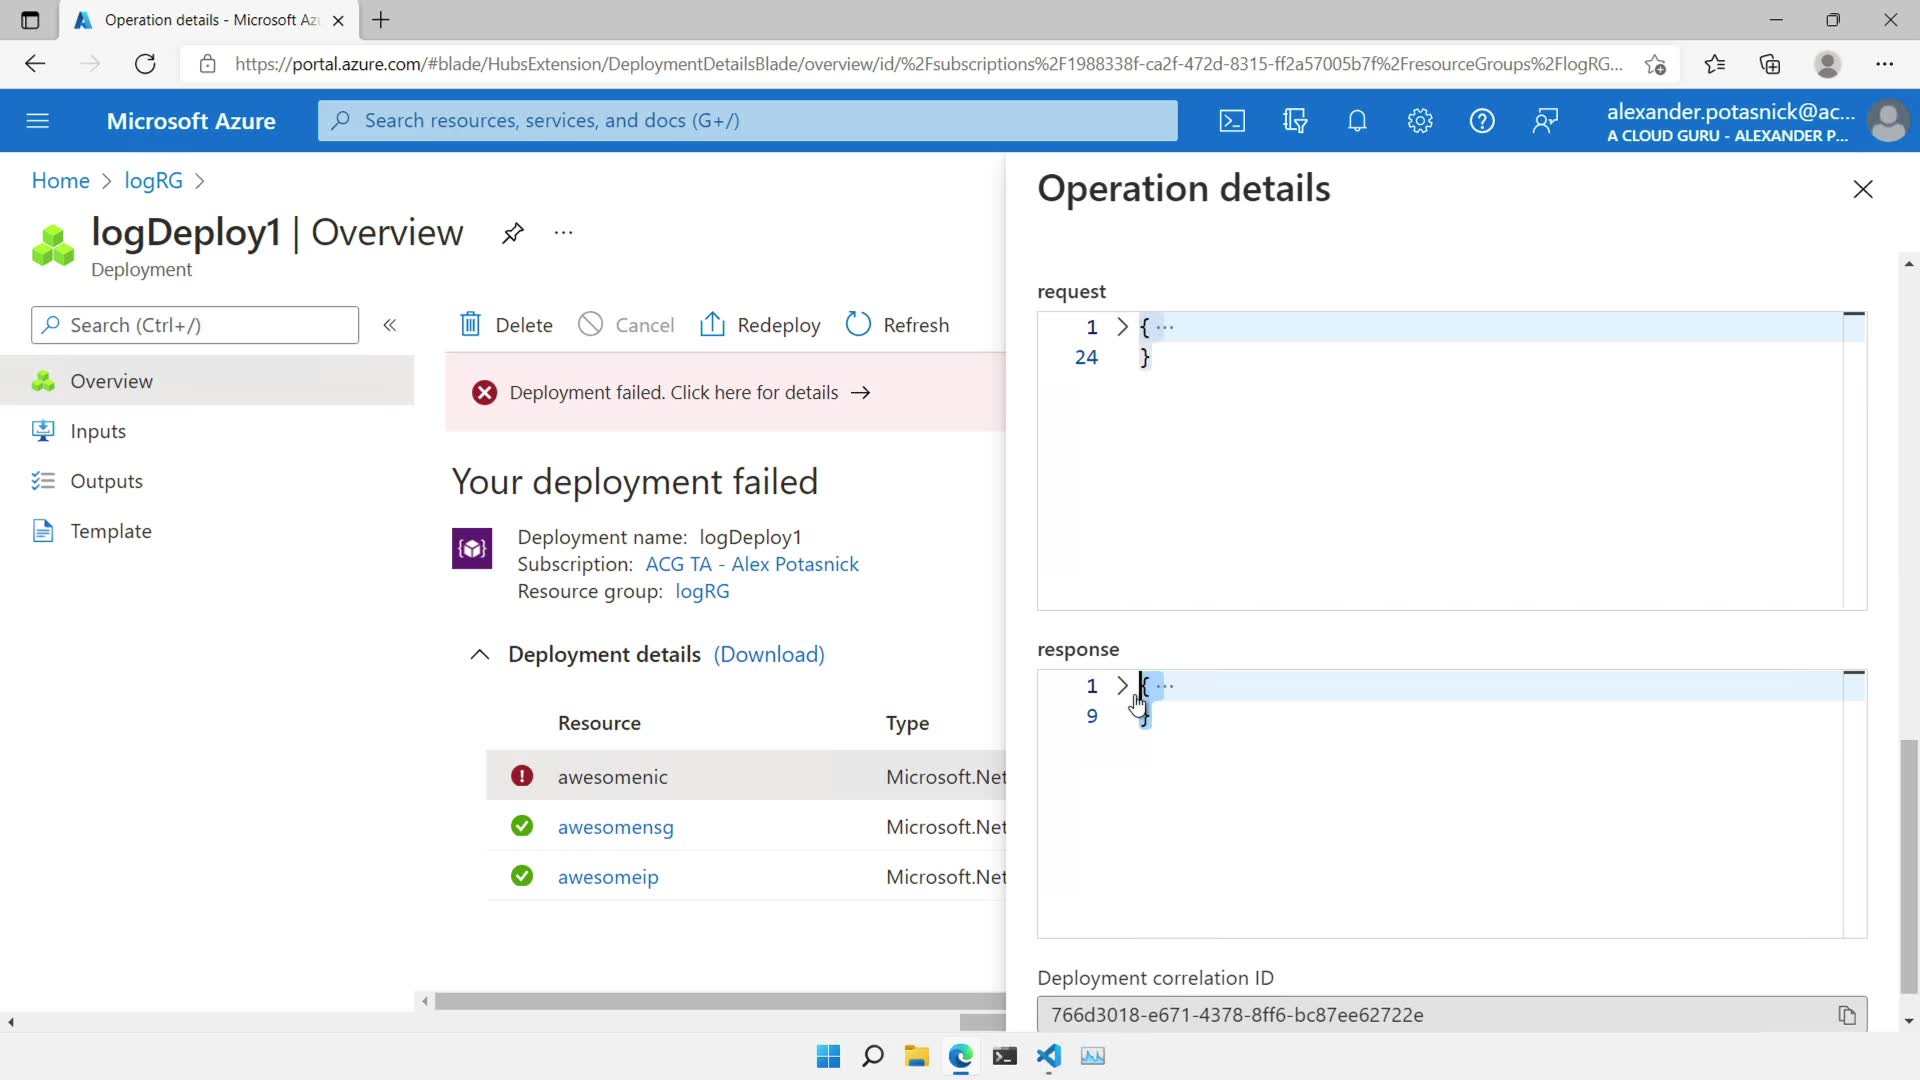 Operation details - Microsoft Az
https://portal.azure.com/#blade/HubsExtension/DeploymentDetailsBlade/overview/id/%2Fsubscriptions%2F1988338f-ca2f-472d-8315-ff2a57005b7f%2FresourceGroups%2FlogRG...
Microsoft Azure
Search resources, services, and docs (G+/)
alexander.potasnick@ac...
A CLOUD GURU - ALEXANDER P...
Home > logRG >
logDeploy1 | Overview
Deployment
Search (Ctrl+/)
Overview
Inputs
Outputs
Template
Delete
Cancel
Redeploy
Refresh
Deployment failed. Click here for details →
Your deployment failed
Deployment name: logDeploy1
Subscription: ACG TA - Alex Potasnick
Resource group: logRG
Deployment details (Download)
Resource Type
awesomenic Microsoft.Net
awesomensg Microsoft.Net
awesomeip Microsoft.Net
Operation details
request
1 > { ...
24 }
response
1 > { ...
9 }
Deployment correlation ID
766d3018-e671-4378-8ff6-bc87ee62722e